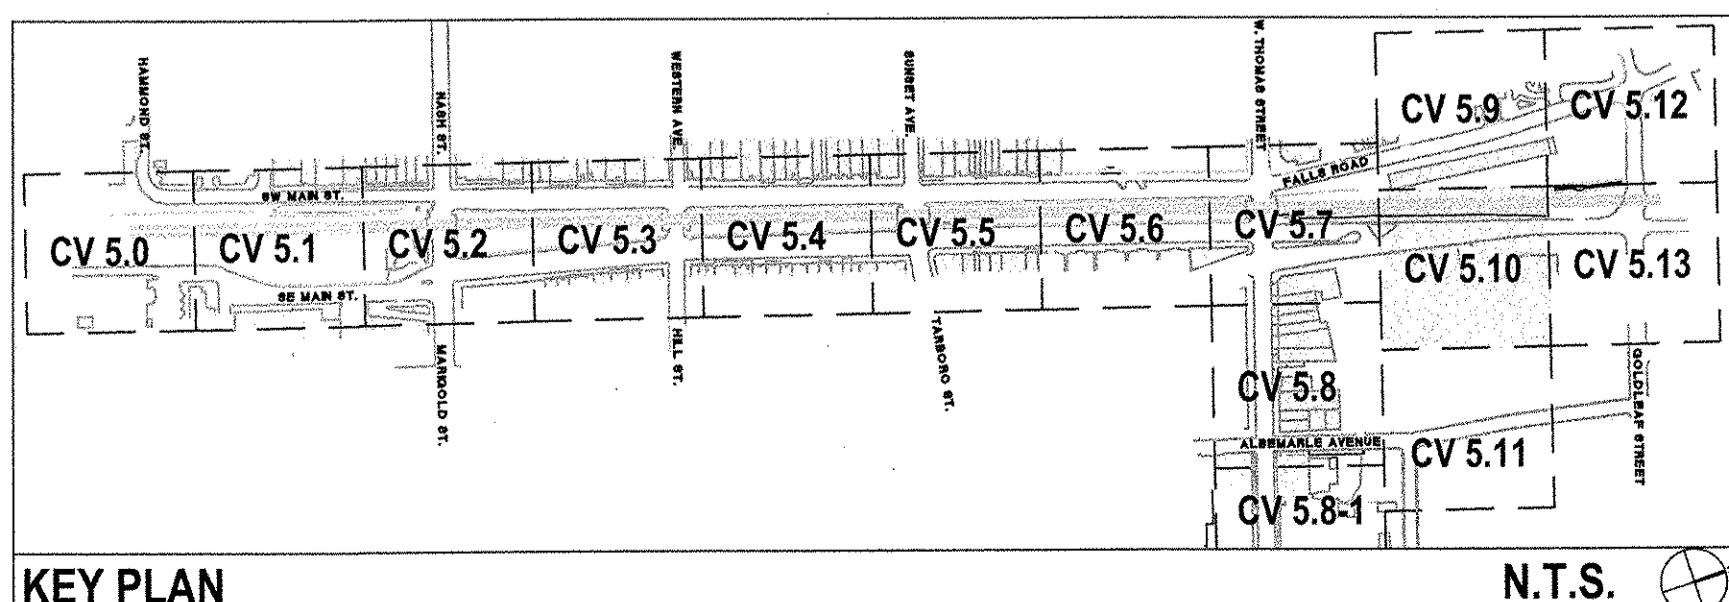 HAMMOND ST.
NASH ST.
WESTERN AVE.
SUNSET AVE.
W. THOMAS STREET
CV 5.9
CV 5.12
FALLS ROAD
SW MAIN ST.
CV 5.0
CV 5.1
CV 5.2
CV 5.3
CV 5.4
CV 5.5
CV 5.6
CV 5.7
CV 5.10
CV 5.13
SE MAIN ST.
MARIGOLD ST.
HILL ST.
TARBORO ST.
CV 5.8
GOLDLEAF STREET
ALBEMARLE AVENUE
CV 5.11
CV 5.8-1
KEY PLAN
N.T.S.